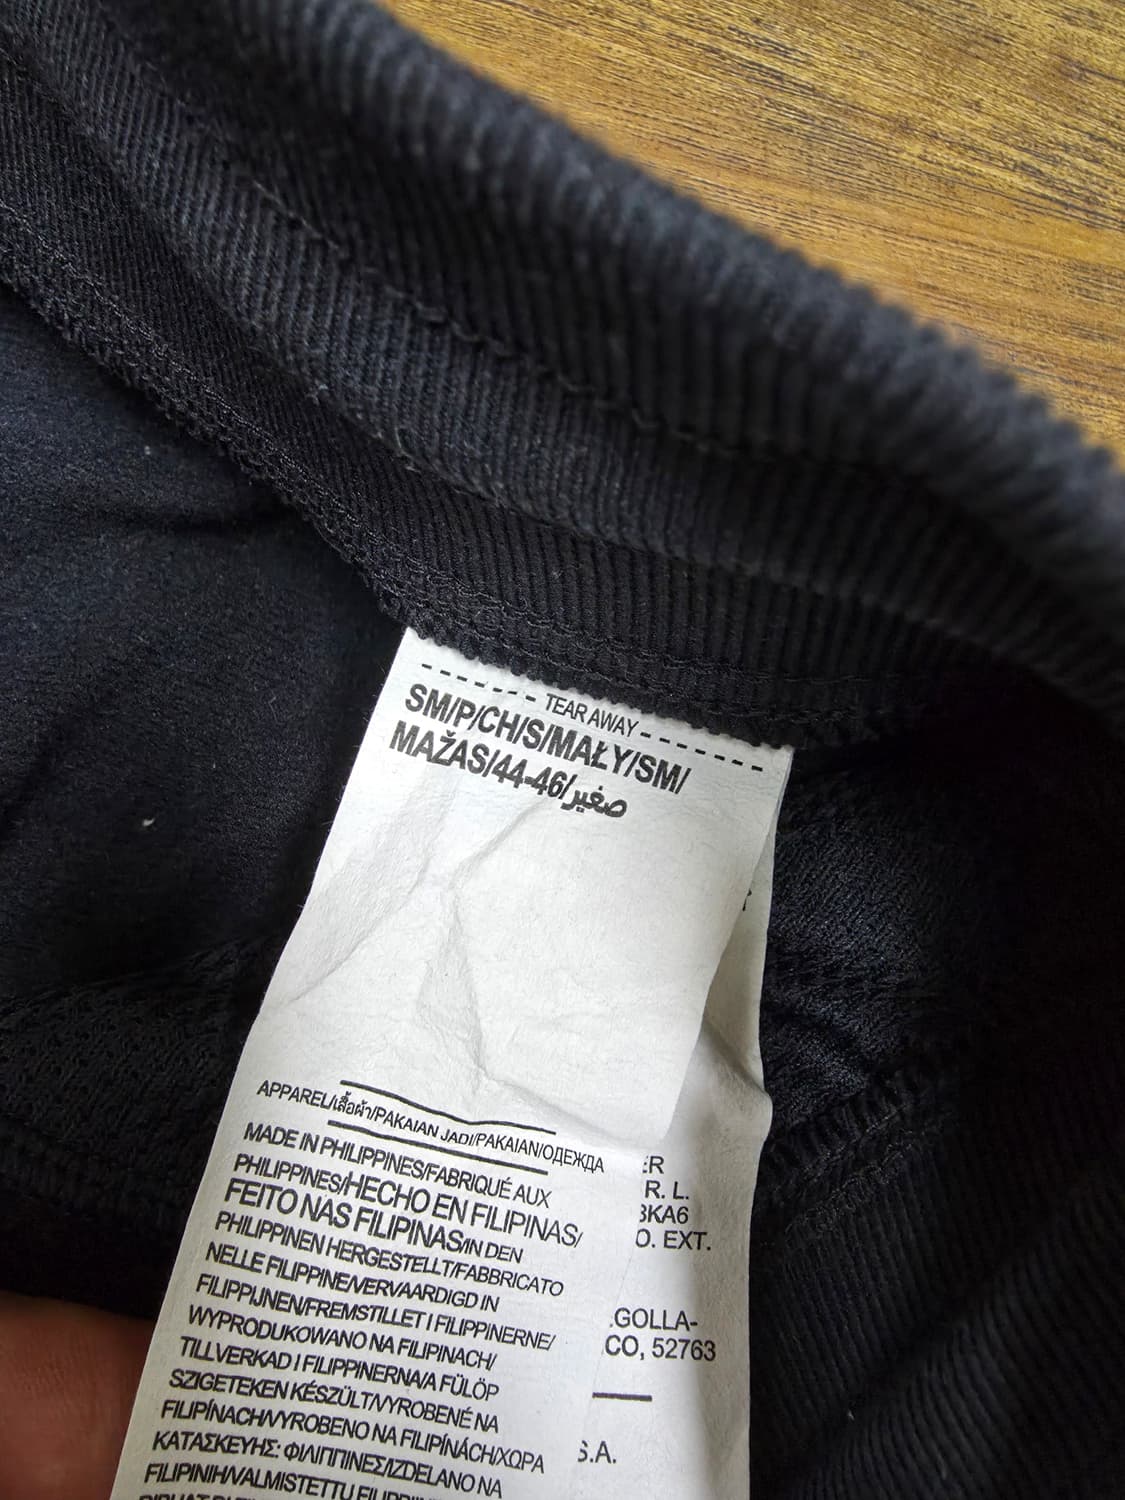 - - - - - - - TEAR AWAY - - - - - - -
SM/P/CH/S/MAŁY/SM/
MAŽAS/44-46/صغير
APPAREL/เสื้อผ้า/PAKAIAN JADI/PAKAIAN/ОДЕЖДА
MADE IN PHILIPPINES/FABRIQUÉ AUX
PHILIPPINES/HECHO EN FILIPINAS/
FEITO NAS FILIPINAS/IN DEN
PHILIPPINEN HERGESTELLT/FABBRICATO
NELLE FILIPPINE/VERVAARDIGD IN
FILIPPIJNEN/FREMSTILLET I FILIPPINERNE/
WYPRODUKOWANO NA FILIPINACH/
TILLVERKAD I FILIPPINERNA/A FÜLÖP
SZIGETEKEN KÉSZÜLT/VYROBENÉ NA
FILIPÍNACH/VYROBENO NA FILIPÍNÁCH/ΧΩΡΑ
ΚΑΤΑΣΚΕΥΗΣ: ΦΙΛΙΠΠΙΝΕΣ/IZDELANO NA
FILIPINIH/VALMISTETTU
R. L.
3KA6
O. EXT.
GOLLA-
CO, 52763
S.A.